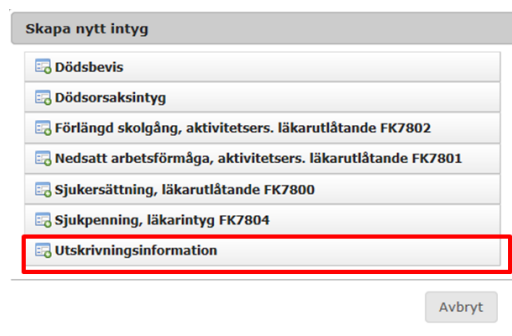 Skapa nytt intyg
Dödsbevis
Dödsorsaksintyg
Förlängd skolgång, aktivitetsers. läkarutlåtande FK7802
Nedsatt arbetsförmåga, aktivitetsers. läkarutlåtande FK7801
Sjukersättning, läkarutlåtande FK7800
Sjukpenning, läkarintyg FK7804
Utskrivningsinformation
Avbryt